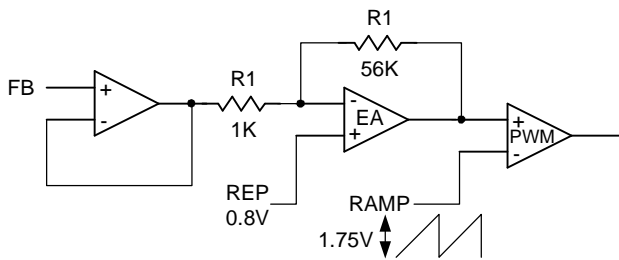 R1
56K
FB
+
-
R1
1K
-
+
EA
+
-
PWM
REP
0.8V
RAMP
1.75V